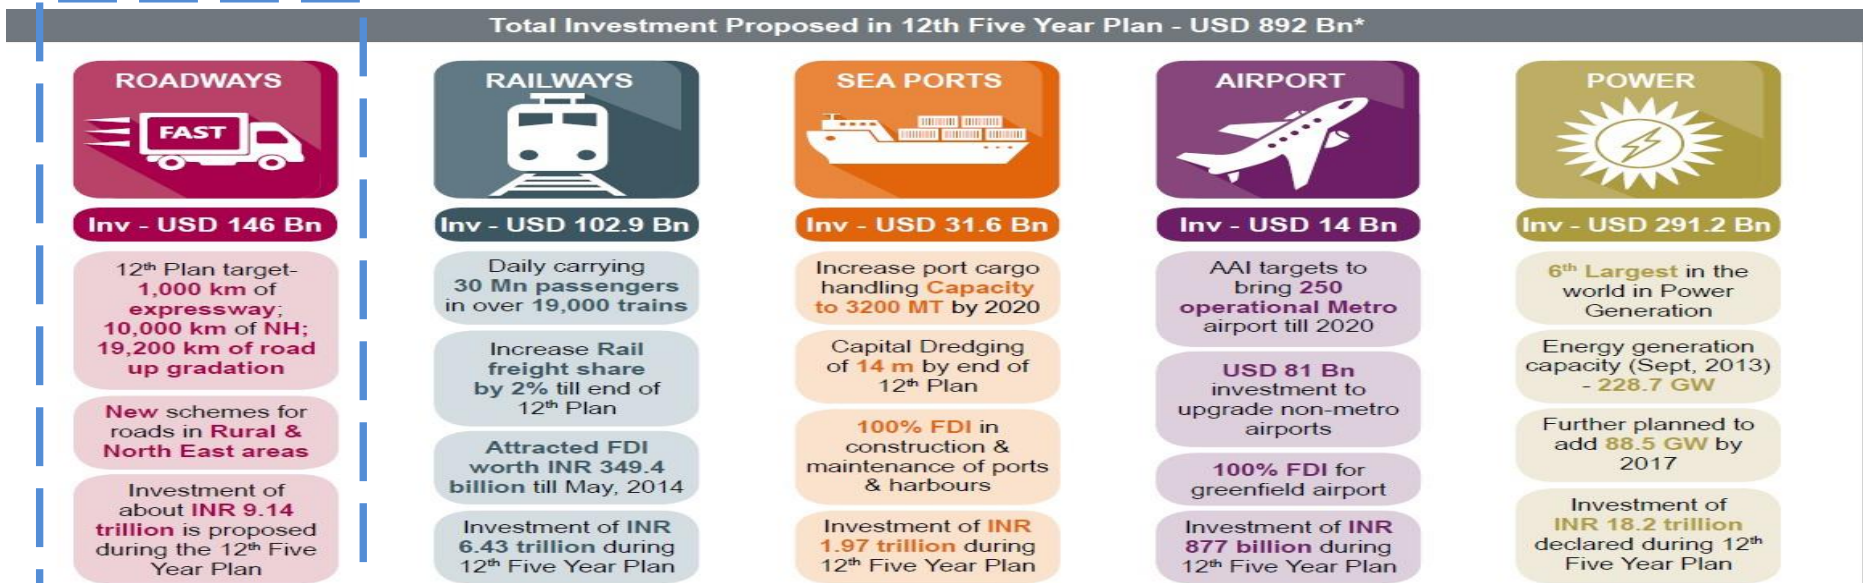 Total Investment Proposed in 12th Five Year Plan - USD 892 Bn*
ROADWAYS
FAST
Inv - USD 146 Bn
12th Plan target-
1,000 km of
expressway;
10,000 km of NH;
19,200 km of road
up gradation
New schemes for
roads in Rural &
North East areas
Investment of
about INR 9.14
trillion is proposed
during the 12th Five
Year Plan
RAILWAYS
Inv - USD 102.9 Bn
Daily carrying
30 Mn passengers
in over 19,000 trains
Increase Rail
freight share
by 2% till end of
12th Plan
Attracted FDI
worth INR 349.4
billion till May, 2014
Investment of INR
6.43 trillion during
12th Five Year Plan
SEA PORTS
Inv - USD 31.6 Bn
Increase port cargo
handling Capacity
to 3200 MT by 2020
Capital Dredging
of 14 m by end of
12th Plan
100% FDI in
construction &
maintenance of ports
& harbours
Investment of INR
1.97 trillion during
12th Five Year Plan
AIRPORT
Inv - USD 14 Bn
AAI targets to
bring 250
operational Metro
airport till 2020
USD 81 Bn
investment to
upgrade non-metro
airports
100% FDI for
greenfield airport
Investment of INR
877 billion during
12th Five Year Plan
POWER
Inv - USD 291.2 Bn
6th Largest in the
world in Power
Generation
Energy generation
capacity (Sept, 2013)
- 228.7 GW
Further planned to
add 88.5 GW by
2017
Investment of
INR 18.2 trillion
declared during 12th
Five Year Plan